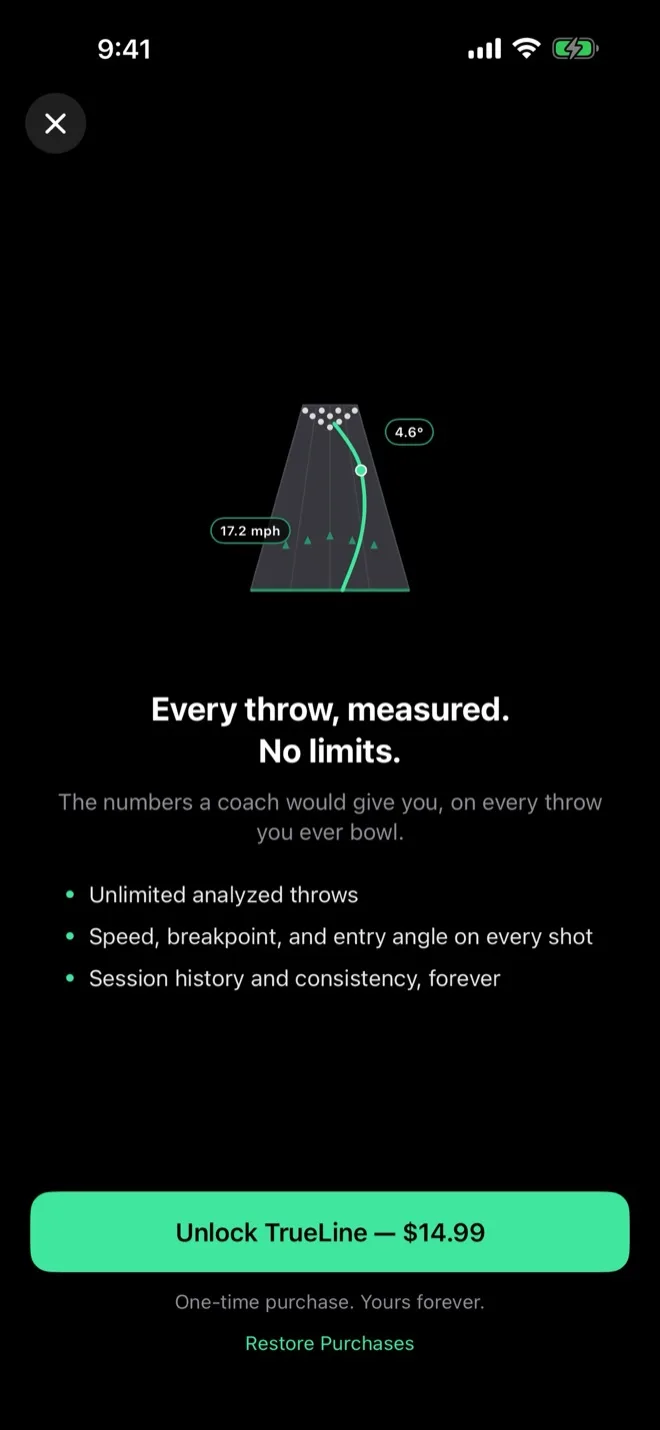 9:41
4.6°
17.2 mph
Every throw, measured.
No limits.
The numbers a coach would give you, on every throw
you ever bowl.
• Unlimited analyzed throws
• Speed, breakpoint, and entry angle on every shot
• Session history and consistency, forever
Unlock TrueLine — $14.99
One-time purchase. Yours forever.
Restore Purchases